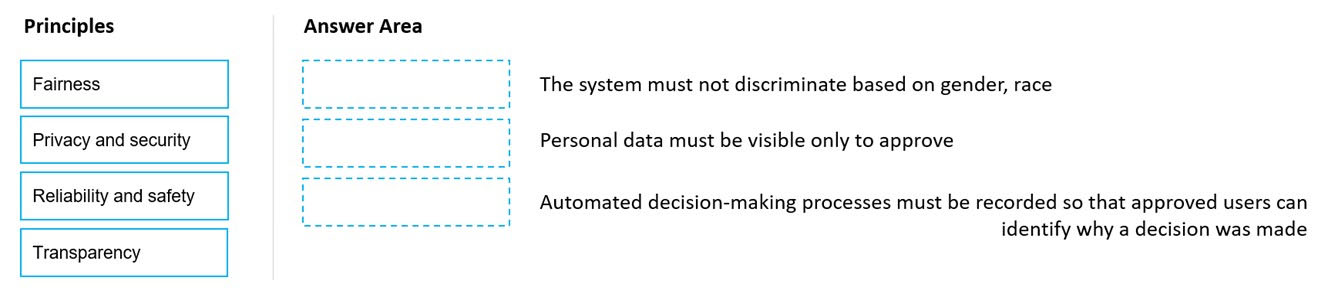 Principles
Answer Area
Fairness
The system must not discriminate based on gender, race
Privacy and security
Personal data must be visible only to approve
Reliability and safety
Automated decision-making processes must be recorded so that approved users can
identify why a decision was made
Transparency